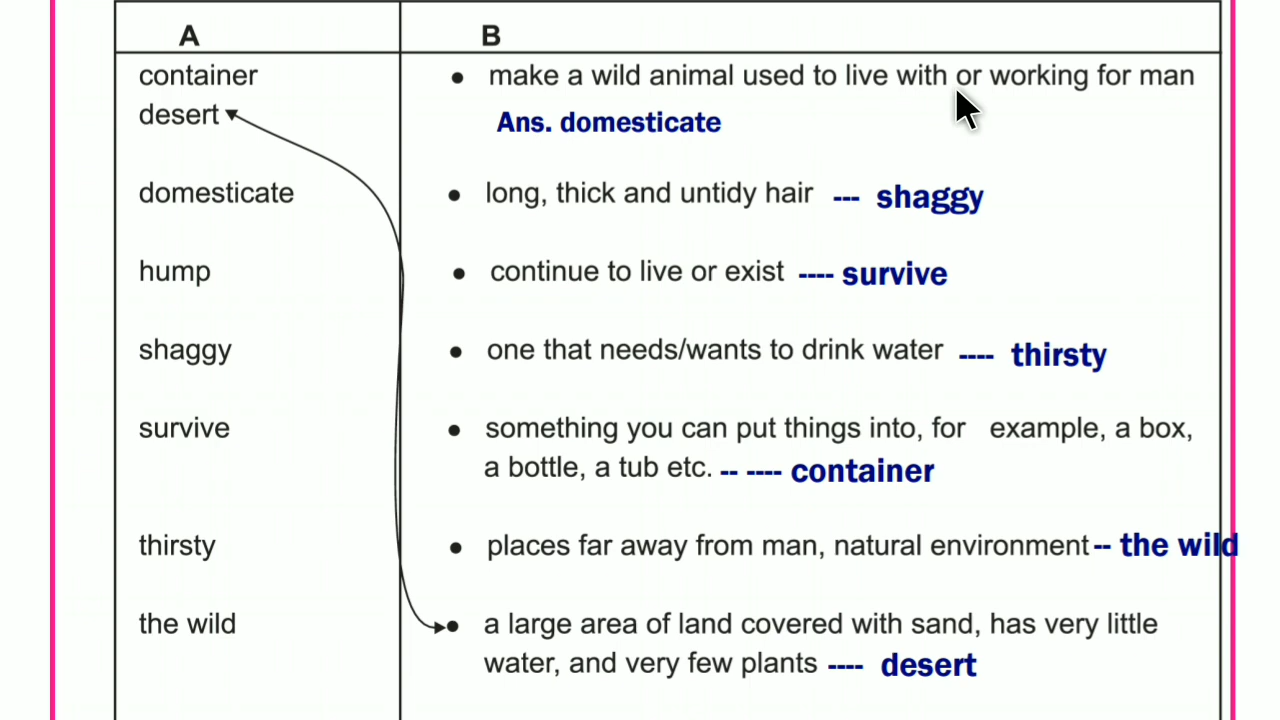 A B
container • make a wild animal used to live with or working for man
desert Ans. domesticate
domesticate • long, thick and untidy hair --- shaggy
hump • continue to live or exist ---- survive
shaggy • one that needs/wants to drink water ---- thirsty
survive • something you can put things into, for example, a box,
a bottle, a tub etc. -- ---- container
thirsty • places far away from man, natural environment -- the wild
the wild • a large area of land covered with sand, has very little
water, and very few plants ---- desert